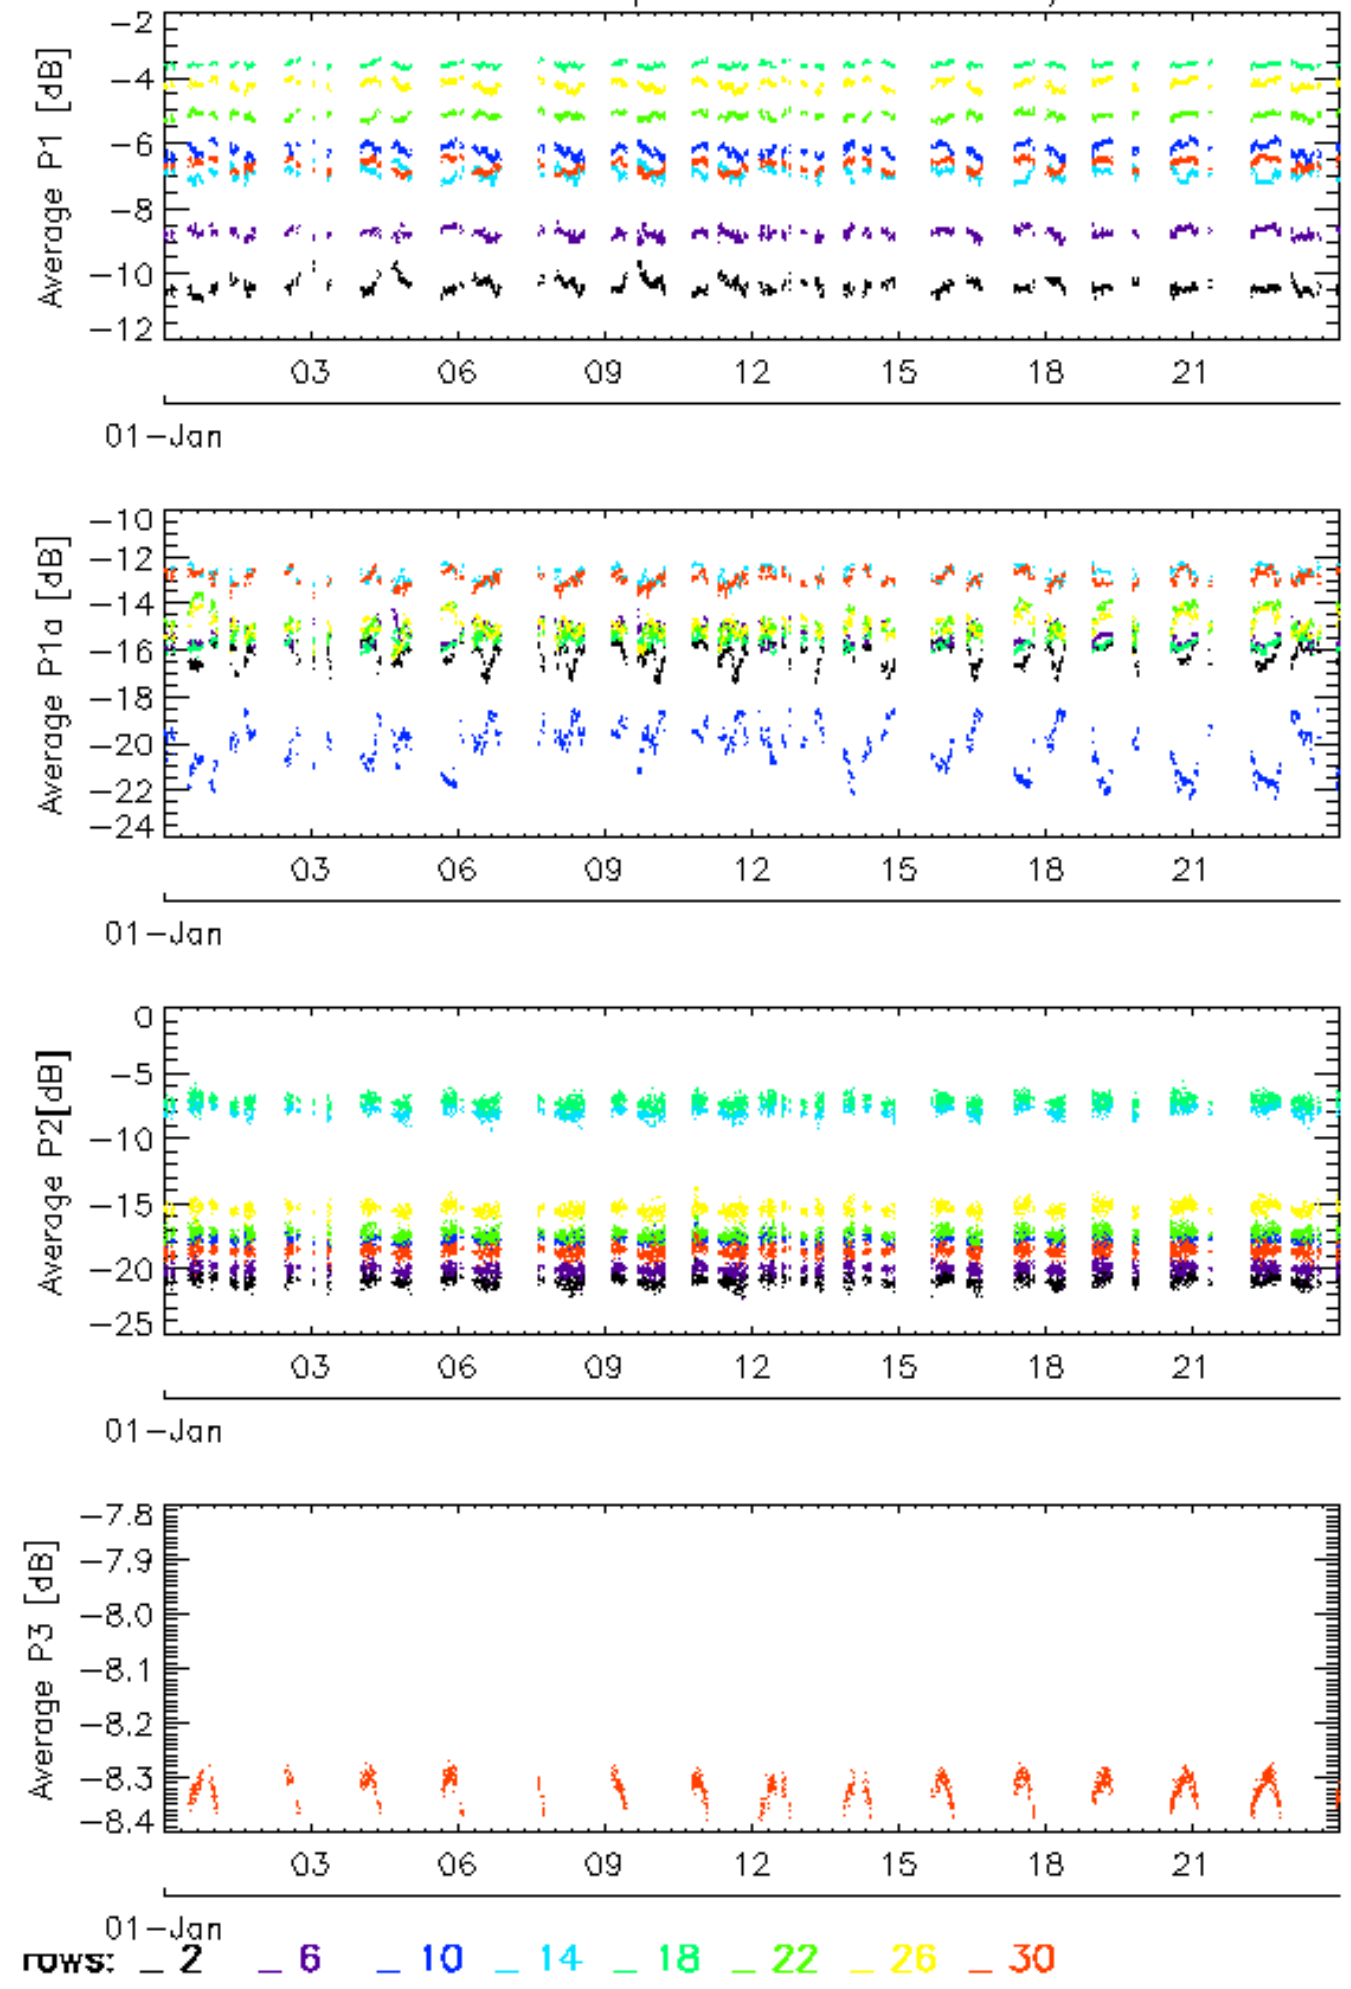 -2
-4
-6
-8
-10
-12
Average P1 [dB]
03 06 09 12 15 18 21
01-Jan
-10
-12
-14
-16
-18
-20
-22
-24
Average P1a [dB]
03 06 09 12 15 18 21
01-Jan
0
-5
-10
-15
-20
-25
Average P2[dB]
03 06 09 12 15 18 21
01-Jan
-7.8
-7.9
-8.0
-8.1
-8.2
-8.3
-8.4
Average P3 [dB]
03 06 09 12 15 18 21
01-Jan
rows: _ 2 _ 6 _ 10 _ 14 _ 18 _ 22 _ 26 _ 30